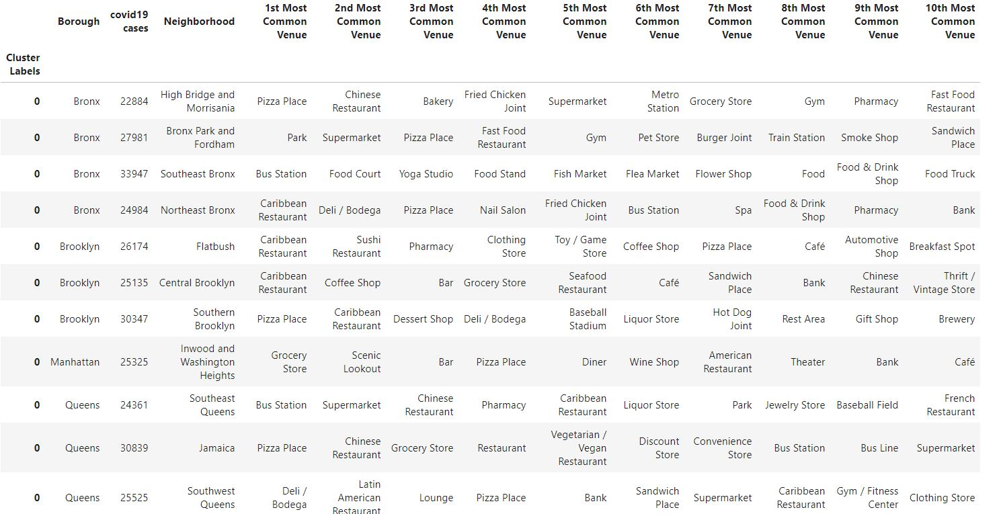 Borough covid19 cases Neighborhood 1st Most Common Venue 2nd Most Common Venue 3rd Most Common Venue 4th Most Common Venue 5th Most Common Venue 6th Most Common Venue 7th Most Common Venue 8th Most Common Venue 9th Most Common Venue 10th Most Common Venue
Cluster Labels
0 Bronx 22884 High Bridge and Morrisania Pizza Place Chinese Restaurant Bakery Fried Chicken Joint Supermarket Metro Station Grocery Store Gym Pharmacy Fast Food Restaurant
0 Bronx 27981 Bronx Park and Fordham Park Supermarket Pizza Place Fast Food Restaurant Gym Pet Store Burger Joint Train Station Smoke Shop Sandwich Place
0 Bronx 33947 Southeast Bronx Bus Station Food Court Yoga Studio Food Stand Fish Market Flea Market Flower Shop Food Food & Drink Shop Food Truck
0 Bronx 24984 Northeast Bronx Caribbean Restaurant Deli / Bodega Pizza Place Nail Salon Fried Chicken Joint Bus Station Spa Food & Drink Shop Pharmacy Bank
0 Brooklyn 26174 Flatbush Caribbean Restaurant Sushi Restaurant Pharmacy Clothing Store Toy / Game Store Coffee Shop Pizza Place Café Automotive Shop Breakfast Spot
0 Brooklyn 25135 Central Brooklyn Caribbean Restaurant Coffee Shop Bar Grocery Store Seafood Restaurant Café Sandwich Place Bank Chinese Restaurant Thrift / Vintage Store
0 Brooklyn 30347 Southern Brooklyn Pizza Place Caribbean Restaurant Dessert Shop Deli / Bodega Baseball Stadium Liquor Store Hot Dog Joint Rest Area Gift Shop Brewery
0 Manhattan 25325 Inwood and Washington Heights Grocery Store Scenic Lookout Bar Pizza Place Diner Wine Shop American Restaurant Theater Bank Café
0 Queens 24361 Southeast Queens Bus Station Supermarket Chinese Restaurant Pharmacy Caribbean Restaurant Liquor Store Park Jewelry Store Baseball Field French Restaurant
0 Queens 30839 Jamaica Pizza Place Chinese Restaurant Grocery Store Restaurant Vegetarian / Vegan Restaurant Discount Store Convenience Store Bus Station Bus Line Supermarket
0 Queens 25525 Southwest Queens Deli / Bodega Latin American Restaurant Lounge Pizza Place Bank Sandwich Place Supermarket Caribbean Restaurant Gym / Fitness Center Clothing Store